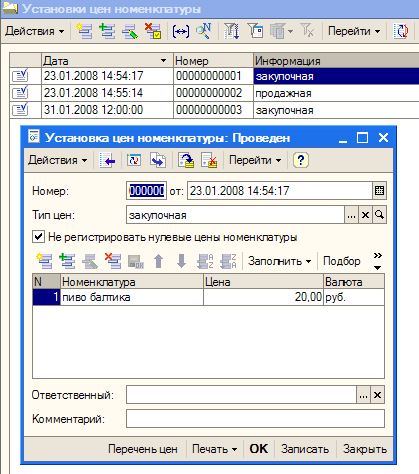 Установки цен номенклатуры
Действия Перейти
Дата Номер Информация
23.01.2008 14:54:17 00000000001 закупочная
23.01.2008 14:55:14 00000000002 продажная
31.01.2008 12:00:00 00000000003 закупочная
Установка цен номенклатуры: Проведен
Действия Перейти ?
Номер: 000000 от: 23.01.2008 14:54:17
Тип цен: закупочная ... x
Не регистрировать нулевые цены номенклатуры
Заполнить Подбор »
N Номенклатура Цена Валюта
1 пиво балтика 20,00 руб.
Ответственный: ... x
Комментарий:
Перечень цен Печать OK Записать Закрыть